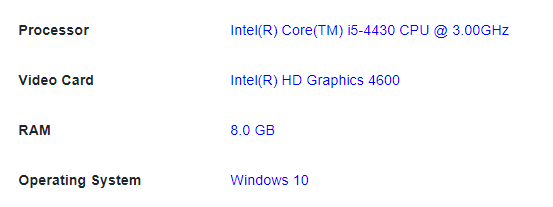 Processor Intel(R) Core(TM) i5-4430 CPU @ 3.00GHz
Video Card Intel(R) HD Graphics 4600
RAM 8.0 GB
Operating System Windows 10